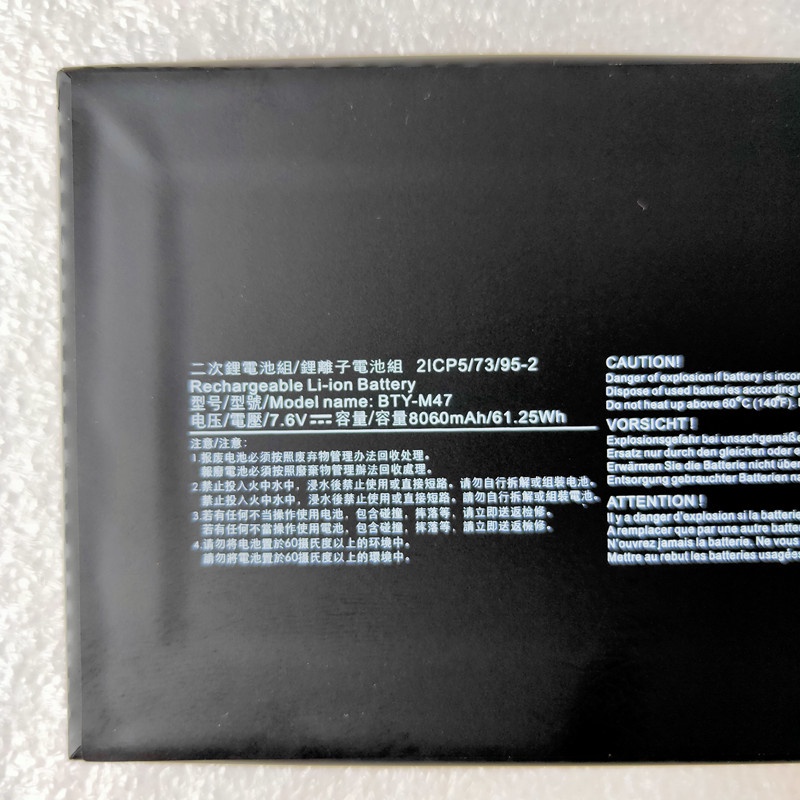 二次鋰電池組/鋰離子電池組 2ICP5/73/95-2
Rechargeable Li-ion Battery
型号/型號/Model name: BTY-M47
电压/電壓/7.6V⎓容量/容量8060mAh/61.25Wh
注意/注意:
1.报废电池必须按照废弃物管理办法回收处理。
報廢電池必須按照廢棄物管理辦法回收處理。
2.禁止投入火中水中，浸水後禁止使用或直接短路。请勿自行拆解或组装电池。
禁止投入火中水中，浸水後禁止使用或直接短路。請勿自行拆解或組裝電池。
3.若有任何不当操作使用电池，包含碰撞，摔落等，请立即送返检修。
若有任何不當操作使用電池，包含碰撞，摔落等，請立即送返檢修。
4.请勿将电池置於60攝氏度以上的环境中。
請勿將電池置於60攝氏度以上的環境中。
CAUTION!
Danger of explosion if battery is incor
Dispose of used batteries according t
Do not heat up above 60°C (140°F).
VORSICHT!
Explosionsgefahr bei unsachgemäße
Ersatz nur durch den gleichen oder e
Erwärmen Sie die Batterie nicht über
Entsorgung gebrauchter Batterien na
ATTENTION!
Il y a danger d'explosion si la batterie
A remplacer que par une autre batter
N'ouvrez jamais la batterie. Ne vous
Mettre au rebut les batteries usagées